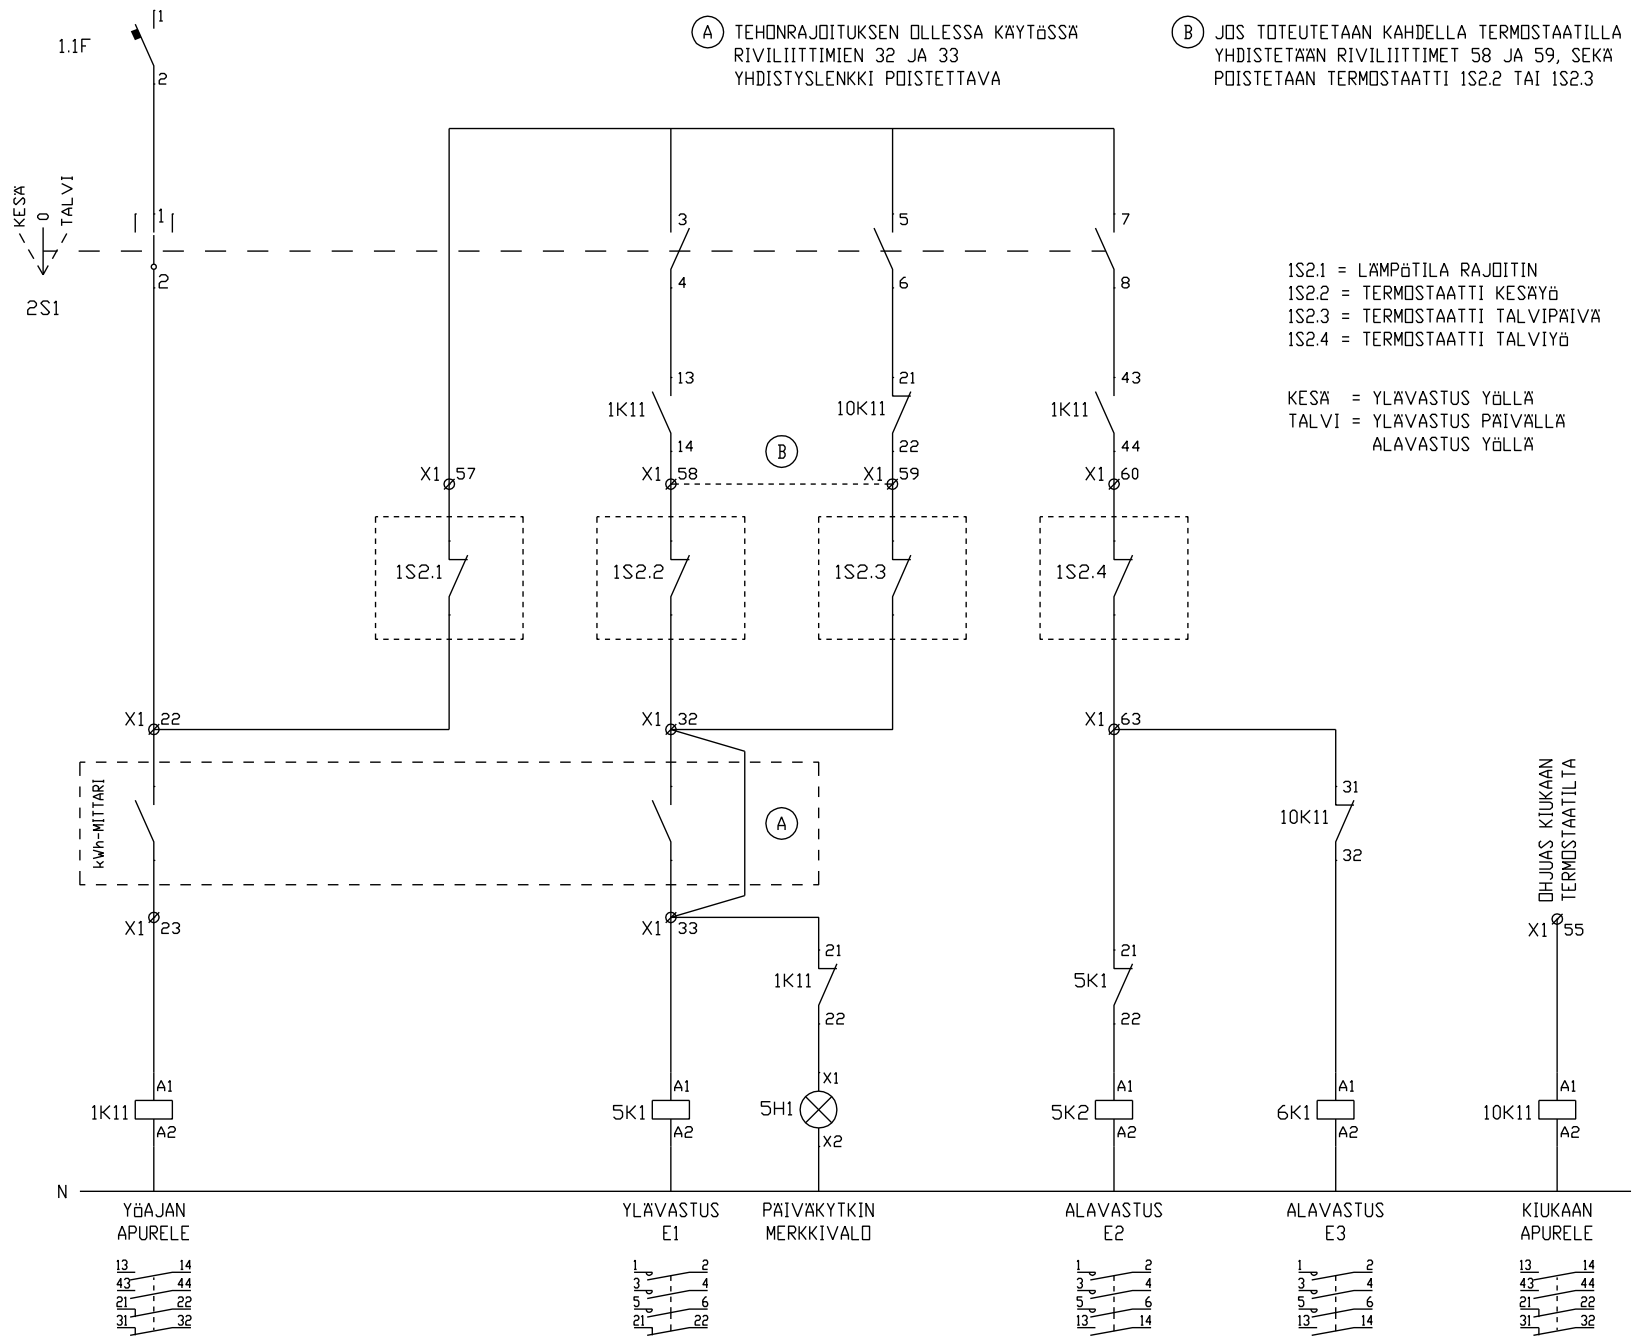 1
1.1F
2
A TEHONRAJOITUKSEN OLLESSA KÄYTÖSSÄ
RIVILIITTIMIEN 32 JA 33
YHDISTYSLENKKI POISTETTAVA
B JOS TOTEUTETAAN KAHDELLA TERMOSTAATILLA
YHDISTETÄÄN RIVILIITTIMET 58 JA 59, SEKÄ
POISTETAAN TERMOSTAATTI 1S2.2 TAI 1S2.3
KESÄ
0
TALVI
1
3
5
7
2
4
6
8
2S1
1S2.1 = LÄMPÖTILA RAJOITIN
1S2.2 = TERMOSTAATTI KESÄYÖ
1S2.3 = TERMOSTAATTI TALVIPÄIVÄ
1S2.4 = TERMOSTAATTI TALVIYÖ
KESÄ = YLÄVASTUS YÖLLÄ
TALVI = YLÄVASTUS PÄIVÄLLÄ
ALAVASTUS YÖLLÄ
13
21
43
1K11
10K11
1K11
14
22
44
B
X1 57
X1 58
X1 59
X1 60
1S2.1
1S2.2
1S2.3
1S2.4
X1 22
X1 32
X1 63
kWh-MITTARI
A
31
10K11
32
OHJUAS KIUKAAN
TERMOSTAATILTA
X1 23
X1 33
X1 55
21
1K11
22
21
5K1
22
A1
1K11
A2
A1
5K1
A2
X1
5H1
X2
A1
5K2
A2
A1
6K1
A2
A1
10K11
A2
N
YÖAJAN
APURELE
YLÄVASTUS
E1
PÄIVÄKYTKIN
MERKKIVALO
ALAVASTUS
E2
ALAVASTUS
E3
KIUKAAN
APURELE
13 14
43 44
21 22
31 32
1 2
3 4
5 6
21 22
1 2
3 4
5 6
13 14
1 2
3 4
5 6
13 14
13 14
43 44
21 22
31 32